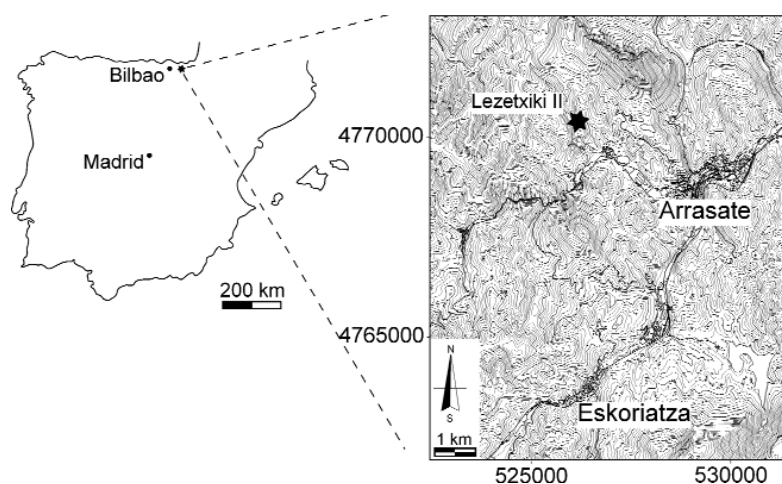 Bilbao
Madrid
200 km
Lezetxiki II
4770000
Arrasate
4765000
N
S
Eskoriatza
1 km
525000
530000